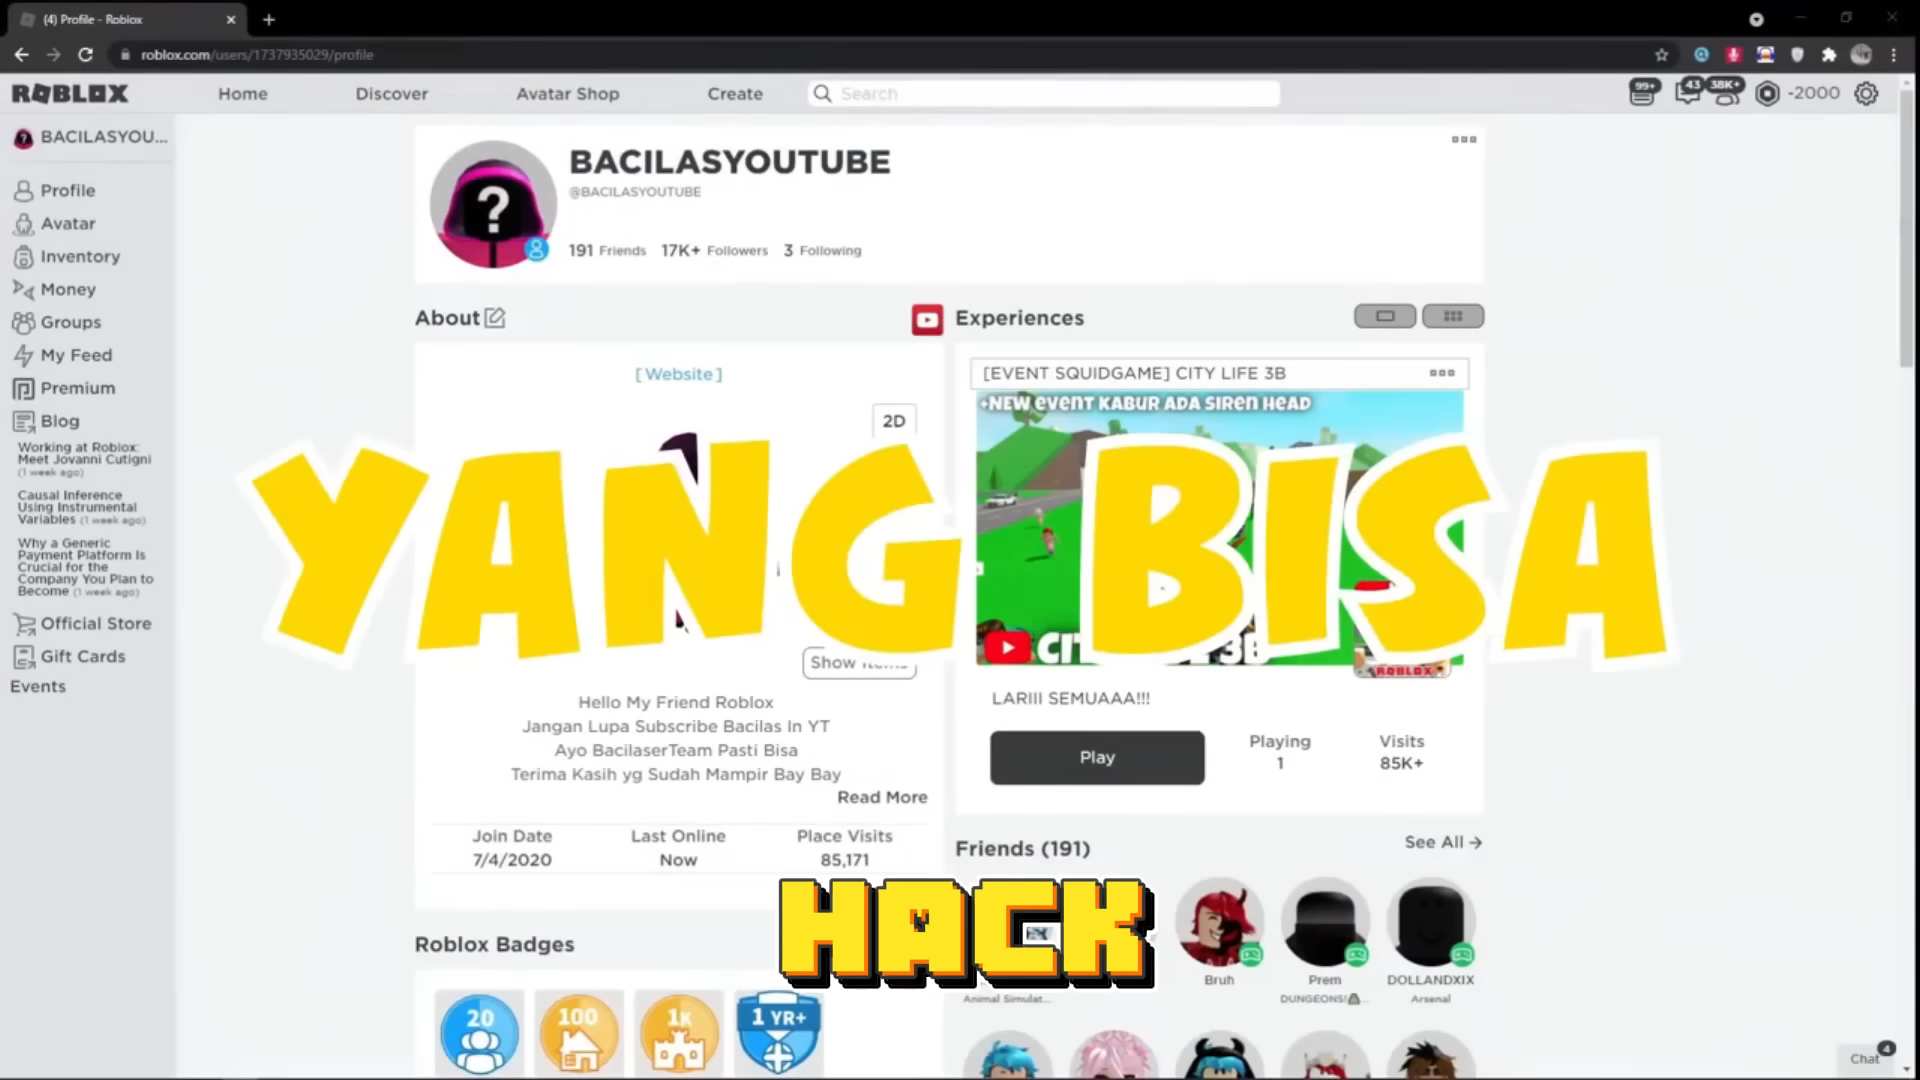 (4) Profile - Roblox
roblox.com/users/1737935029/profile
ROBLOX
Home
Discover
Avatar Shop
Create
Search
99+
43
38K+
-2000
BACILASYOU...
Profile
Avatar
Inventory
Money
Groups
My Feed
Premium
Blog
Working at Roblox:
Meet Jovanni Cutigni
(1 week ago)
Causal Inference
Using Instrumental
Variables (1 week ago)
Why a Generic
Payment Platform Is
Crucial for the
Company You Plan to
Become (1 week ago)
Official Store
Gift Cards
Events
BACILASYOUTUBE
@BACILASYOUTUBE
191 Friends 17K+ Followers 3 Following
About
[ Website ]
2D
Show Items
Hello My Friend Roblox
Jangan Lupa Subscribe Bacilas In YT
Ayo BacilaserTeam Pasti Bisa
Terima Kasih yg Sudah Mampir Bay Bay
Read More
Join Date
7/4/2020
Last Online
Now
Place Visits
85,171
Roblox Badges
20
100
1K
1 YR+
Experiences
[EVENT SQUIDGAME] CITY LIFE 3B
+NEW EVENT KABUR ADA SIREN HEAD
3B
ROBLOX
LARIII SEMUAAA!!!
Play
Playing
1
Visits
85K+
Friends (191)
See All →
Animal Simulat...
Bruh
Prem
DUNGEONS!
DOLLANDXIX
Arsenal
Chat
4
YANG BISA
HACK